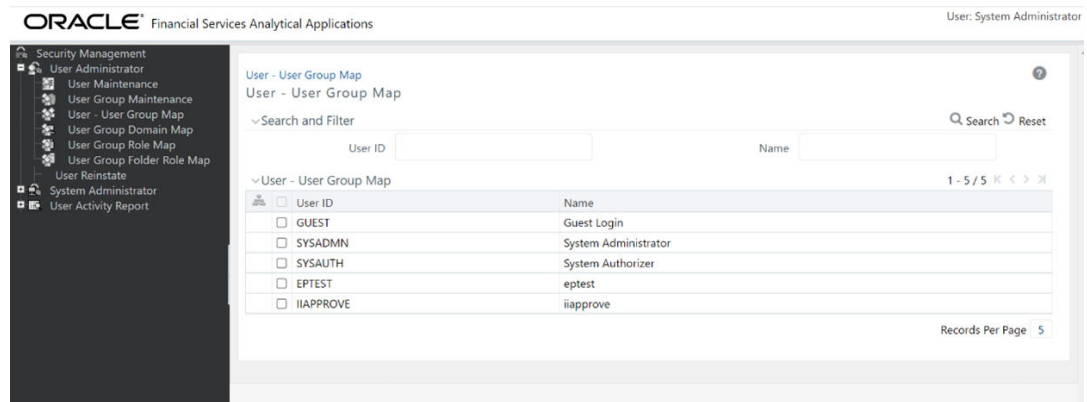 ORACLE® Financial Services Analytical Applications
User: System Administrator
Security Management
User Administrator
User Maintenance
User Group Maintenance
User - User Group Map
User Group Domain Map
User Group Role Map
User Group Folder Role Map
User Reinstate
System Administrator
User Activity Report
User - User Group Map
User - User Group Map
Search and Filter
Search Reset
User ID Name
User - User Group Map 1 - 5 / 5
User ID Name
GUEST Guest Login
SYSADMN System Administrator
SYSAUTH System Authorizer
EPTEST eptest
IIAPPROVE iiapprove
Records Per Page 5